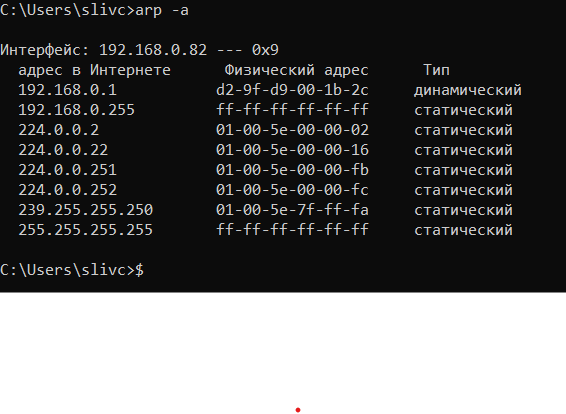 C:\Users\slivc>arp -a
Интерфейс: 192.168.0.82 --- 0x9
адрес в Интернете Физический адрес Тип
192.168.0.1 d2-9f-d9-00-1b-2c динамический
192.168.0.255 ff-ff-ff-ff-ff-ff статический
224.0.0.2 01-00-5e-00-00-02 статический
224.0.0.22 01-00-5e-00-00-16 статический
224.0.0.251 01-00-5e-00-00-fb статический
224.0.0.252 01-00-5e-00-00-fc статический
239.255.255.250 01-00-5e-7f-ff-fa статический
255.255.255.255 ff-ff-ff-ff-ff-ff статический
C:\Users\slivc>$